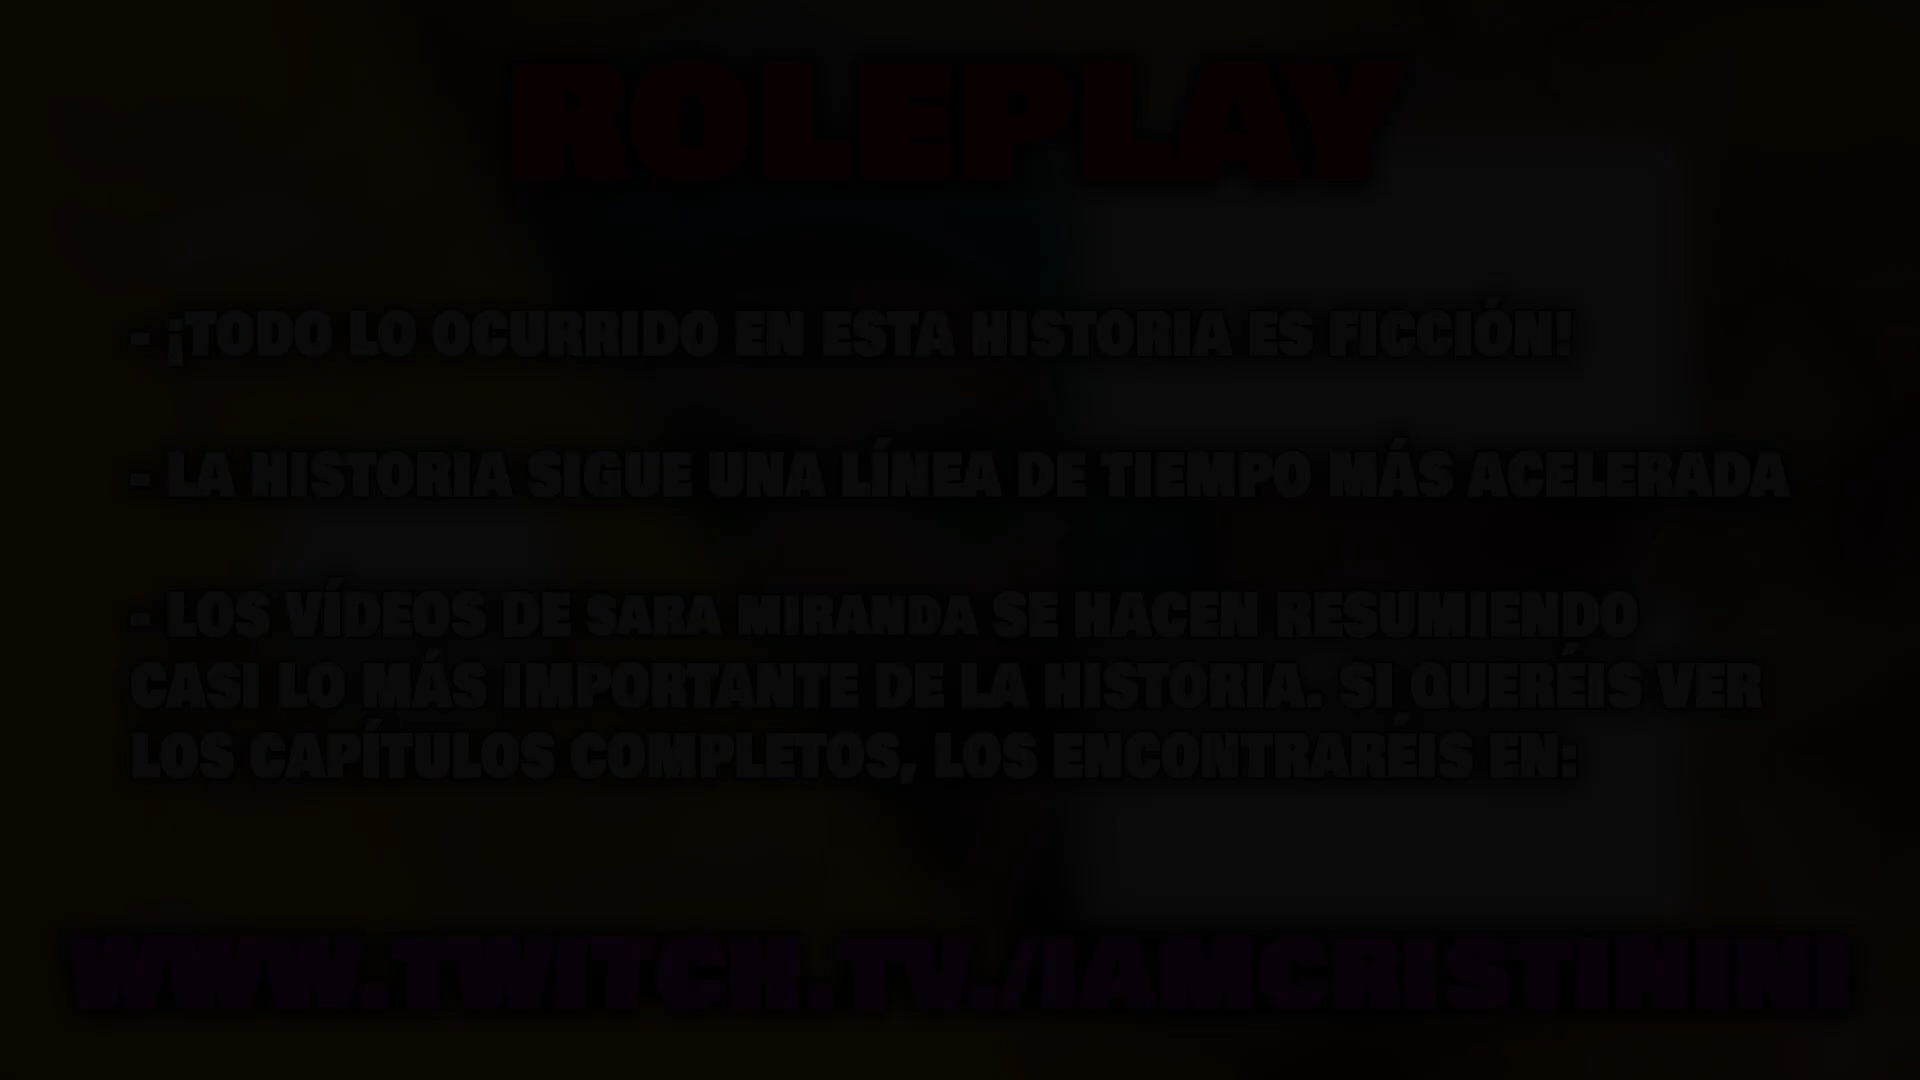 ROLEPLAY
- ¡TODO LO OCURRIDO EN ESTA HISTORIA ES FICCIÓN!
- LA HISTORIA SIGUE UNA LÍNEA DE TIEMPO MÁS ACELERADA
- LOS VÍDEOS DE SARA MIRANDA SE HACEN RESUMIENDO
CASI LO MÁS IMPORTANTE DE LA HISTORIA. SI QUERÉIS VER
LOS CAPÍTULOS COMPLETOS, LOS ENCONTRARÉIS EN:
WWW.TWITCH.TV./IAMCRISTININI